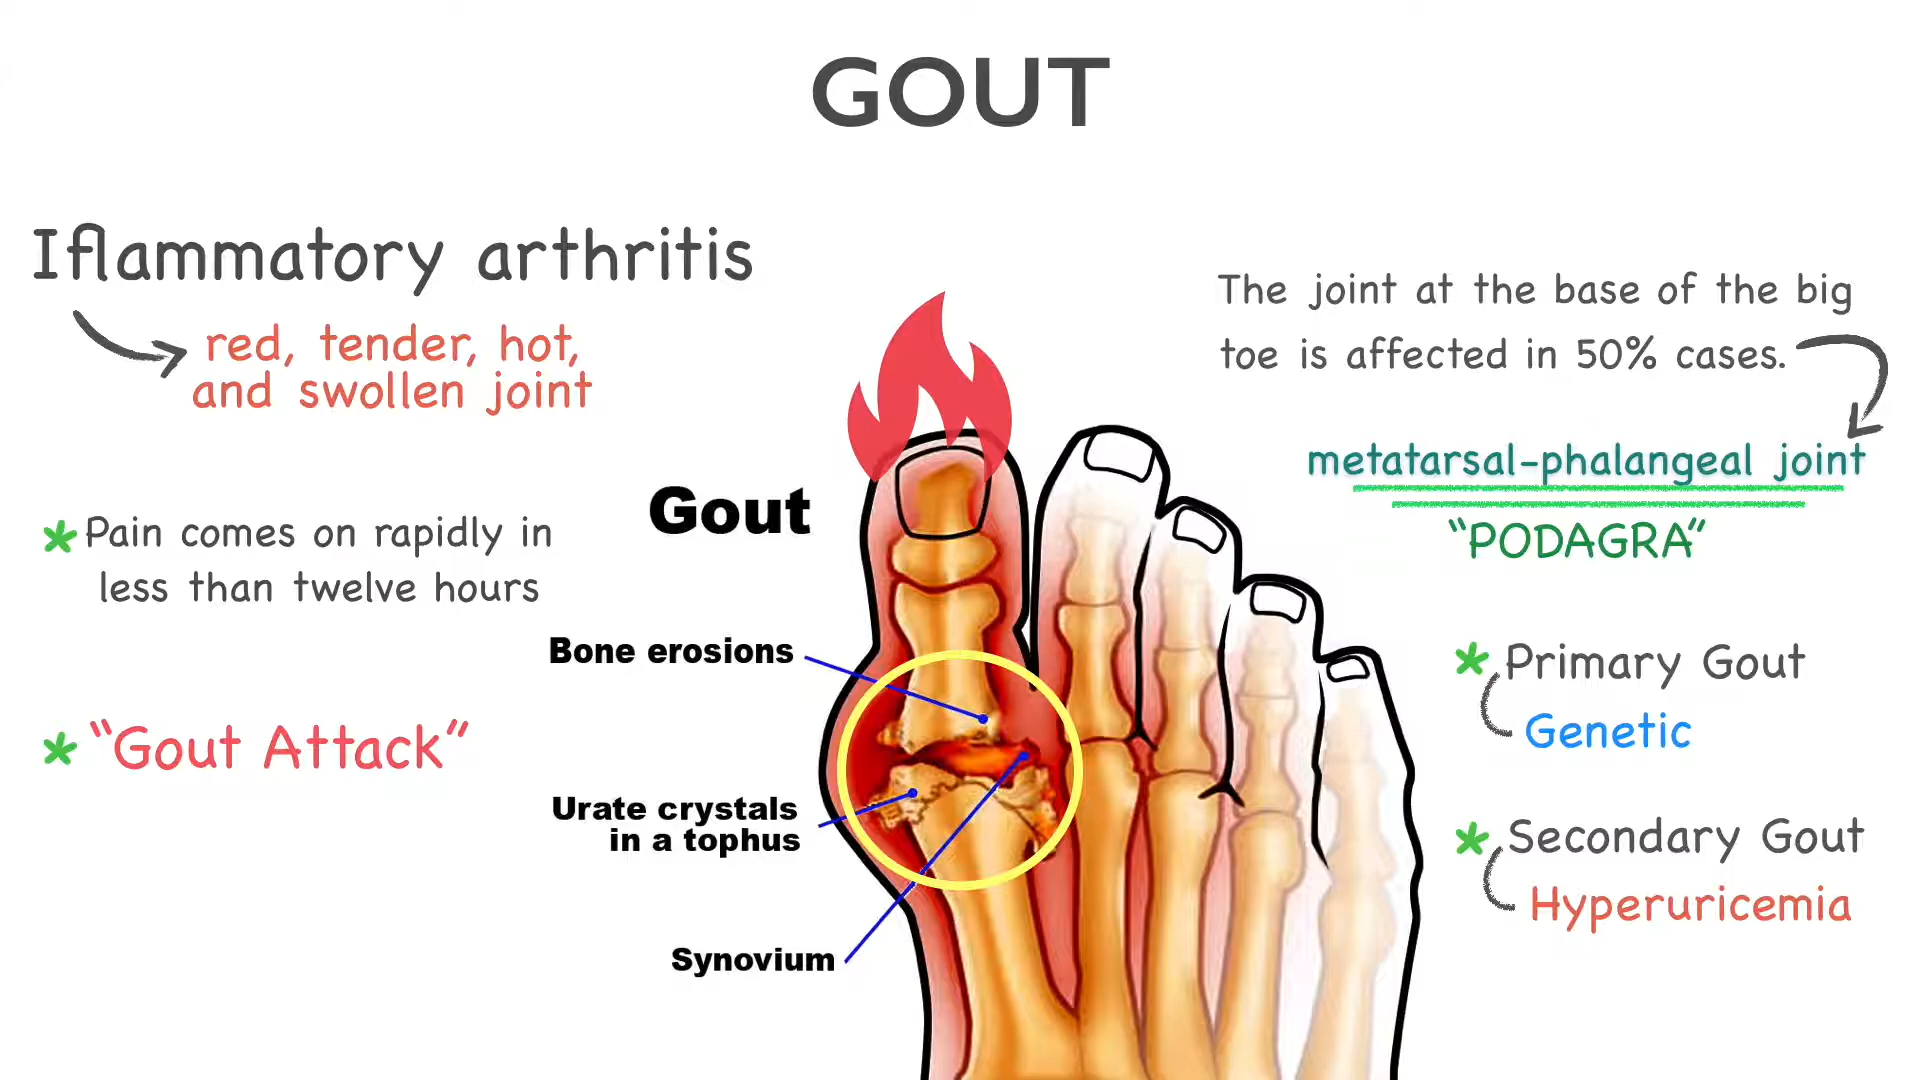 GOUT
Iflammatory arthritis
red, tender, hot,
and swollen joint
* Pain comes on rapidly in
less than twelve hours
* "Gout Attack"
Gout
Bone erosions
Urate crystals
in a tophus
Synovium
The joint at the base of the big
toe is affected in 50% cases.
metatarsal-phalangeal joint
"PODAGRA"
* Primary Gout
Genetic
* Secondary Gout
Hyperuricemia